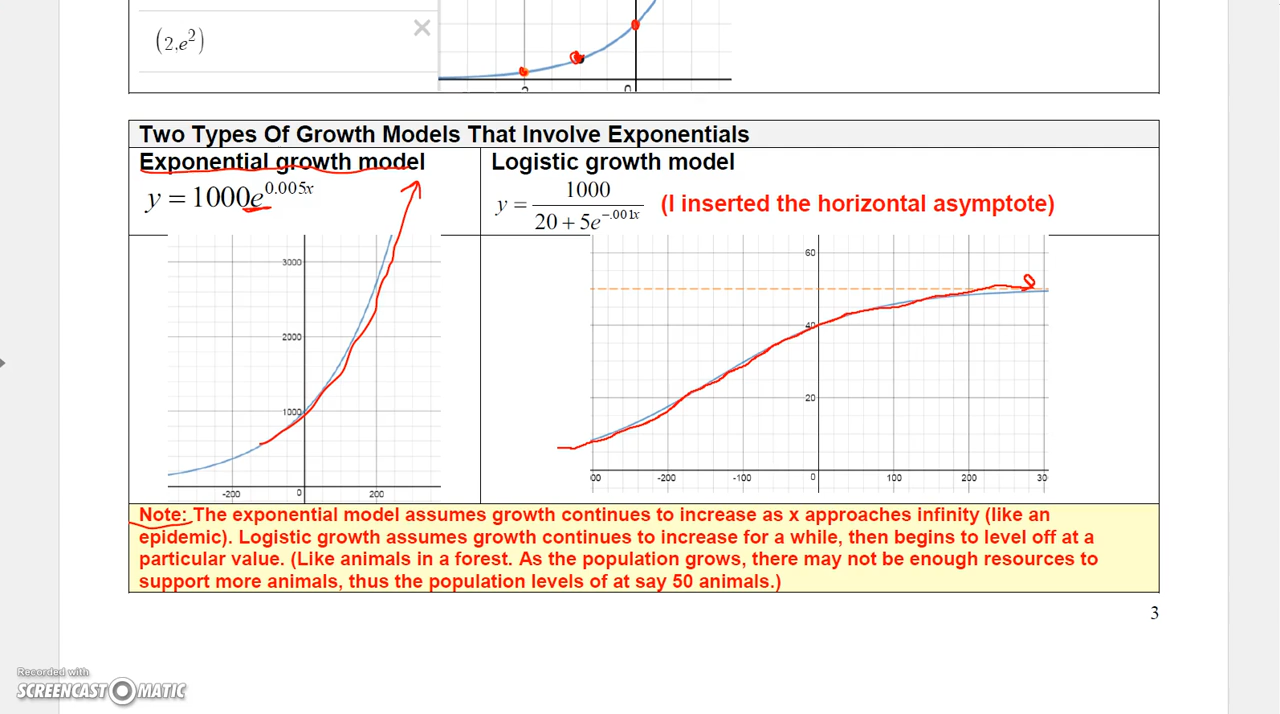 (2,e²)
Two Types Of Growth Models That Involve Exponentials
Exponential growth model
Logistic growth model
y = 1000e^0.005x
y = 1000 / 20 + 5e^-.001x
(I inserted the horizontal asymptote)
3000
2000
1000
-200 0 200
60
40
20
00 -200 -100 0 100 200 30
Note: The exponential model assumes growth continues to increase as x approaches infinity (like an
epidemic). Logistic growth assumes growth continues to increase for a while, then begins to level off at a
particular value. (Like animals in a forest. As the population grows, there may not be enough resources to
support more animals, thus the population levels of at say 50 animals.)
3
Recorded with
SCREENCAST-O-MATIC